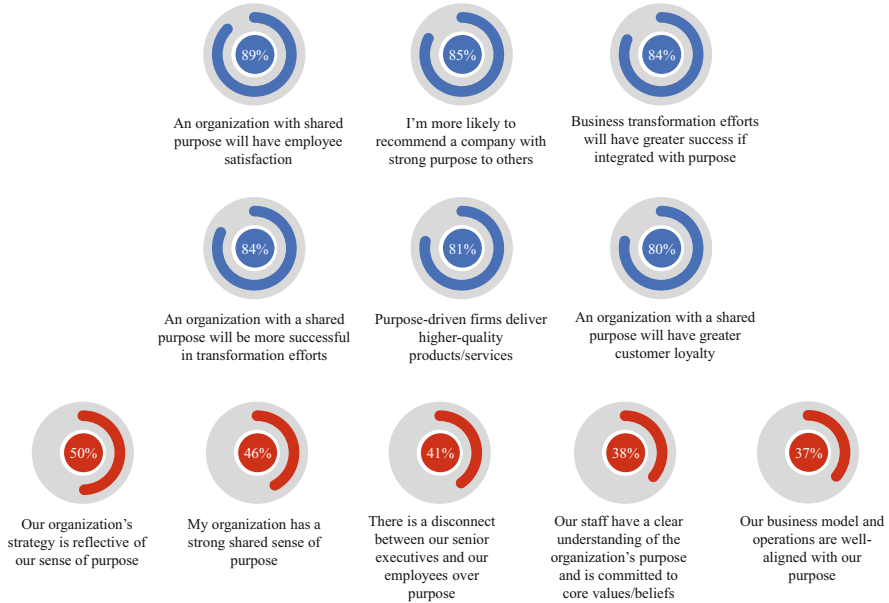 89%
An organization with shared
purpose will have employee
satisfaction
85%
I'm more likely to
recommend a company with
strong purpose to others
84%
Business transformation efforts
will have greater success if
integrated with purpose
84%
An organization with a shared
purpose will be more successful
in transformation efforts
81%
Purpose-driven firms deliver
higher-quality
products/services
80%
An organization with a shared
purpose will have greater
customer loyalty
50%
Our organization's
strategy is reflective of
our sense of purpose
46%
My organization has a
strong shared sense of
purpose
41%
There is a disconnect
between our senior
executives and our
employees over
purpose
38%
Our staff have a clear
understanding of the
organization's purpose
and is committed to
core values/beliefs
37%
Our business model and
operations are well-
aligned with our
purpose